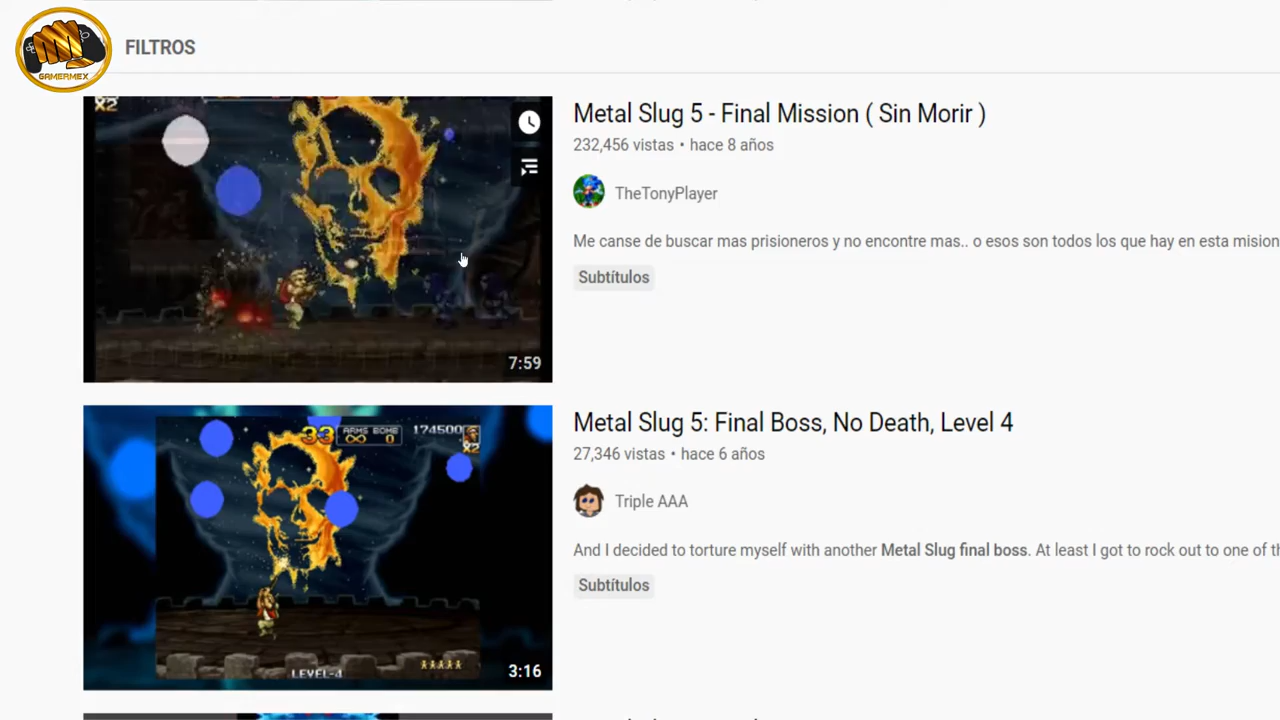 GAMERMEX
FILTROS
X2
7:59
Metal Slug 5 - Final Mission ( Sin Morir )
232,456 vistas • hace 8 años
TheTonyPlayer
Me canse de buscar mas prisioneros y no encontre mas.. o esos son todos los que hay en esta mision
Subtítulos
33
ARMS BOMB
∞ 0
174500
X2
LEVEL-4
3:16
Metal Slug 5: Final Boss, No Death, Level 4
27,346 vistas • hace 6 años
Triple AAA
And I decided to torture myself with another Metal Slug final boss. At least I got to rock out to one of
Subtítulos